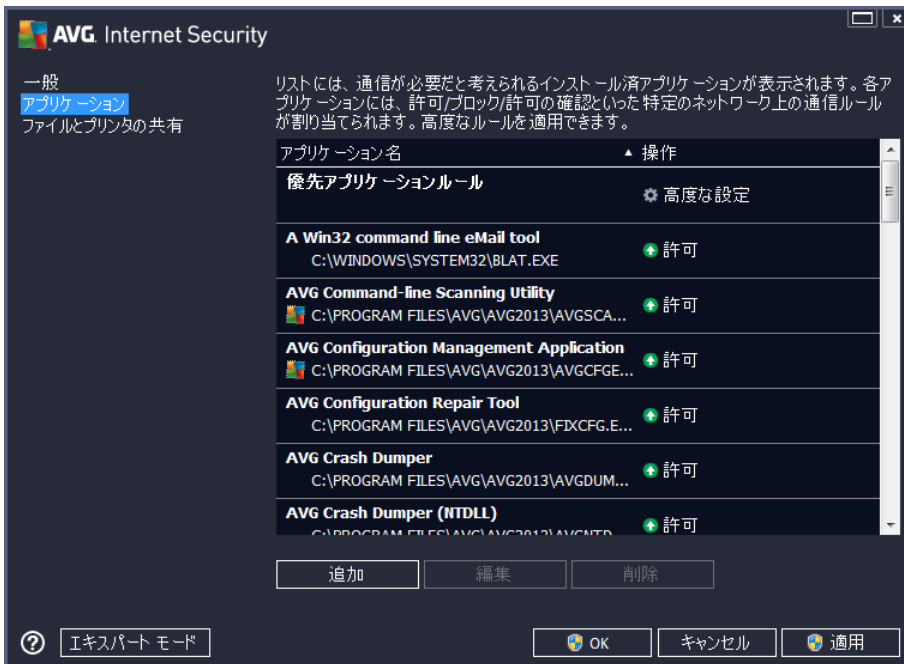 AVG. Internet Security
一般
アプリケーション
ファイルとプリンタの共有
リストには、通信が必要だと考えられるインストール済アプリケーションが表示されます。各ア
プリケーションには、許可/ブロック/許可の確認といった特定のネットワーク上の通信ルール
が割り当てられます。高度なルールを適用できます。
アプリケーション名 操作
優先アプリケーションルール
高度な設定
A Win32 command line eMail tool
C:\WINDOWS\SYSTEM32\BLAT.EXE
許可
AVG Command-line Scanning Utility
C:\PROGRAM FILES\AVG\AVG2013\AVGSCA...
許可
AVG Configuration Management Application
C:\PROGRAM FILES\AVG\AVG2013\AVGCFGE...
許可
AVG Configuration Repair Tool
C:\PROGRAM FILES\AVG\AVG2013\FIXCFG.E...
許可
AVG Crash Dumper
C:\PROGRAM FILES\AVG\AVG2013\AVGDUM...
許可
AVG Crash Dumper (NTDLL)
C:\PROGRAM FILES\AVG\AVG2013\AVGNTD...
許可
追加 編集 削除
? エキスパート モード OK キャンセル 適用